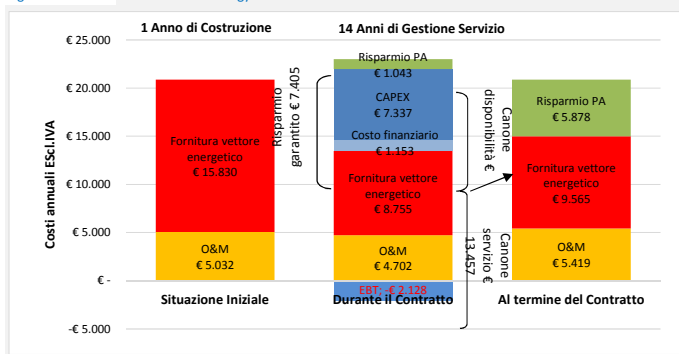 1 Anno di Costruzione
14 Anni di Gestione Servizio
Costi annuali EScl.IVA
€ 25.000
€ 20.000
€ 15.000
€ 10.000
€ 5.000
€ -
-€ 5.000
Fornitura vettore
energetico
€ 15.830
O&M
€ 5.032
Situazione Iniziale
Risparmio
garantito € 7.405
Risparmio PA
€ 1.043
CAPEX
€ 7.337
Costo finanziario
€ 1.153
Fornitura vettore
energetico
€ 8.755
O&M
€ 4.702
EBT; -€ 2.128
Durante il Contratto
Canone
disponibilità €
Canone
servizio €
13.457
Risparmio PA
€ 5.878
Fornitura vettore
energetico
€ 9.565
O&M
€ 5.419
Al termine del Contratto